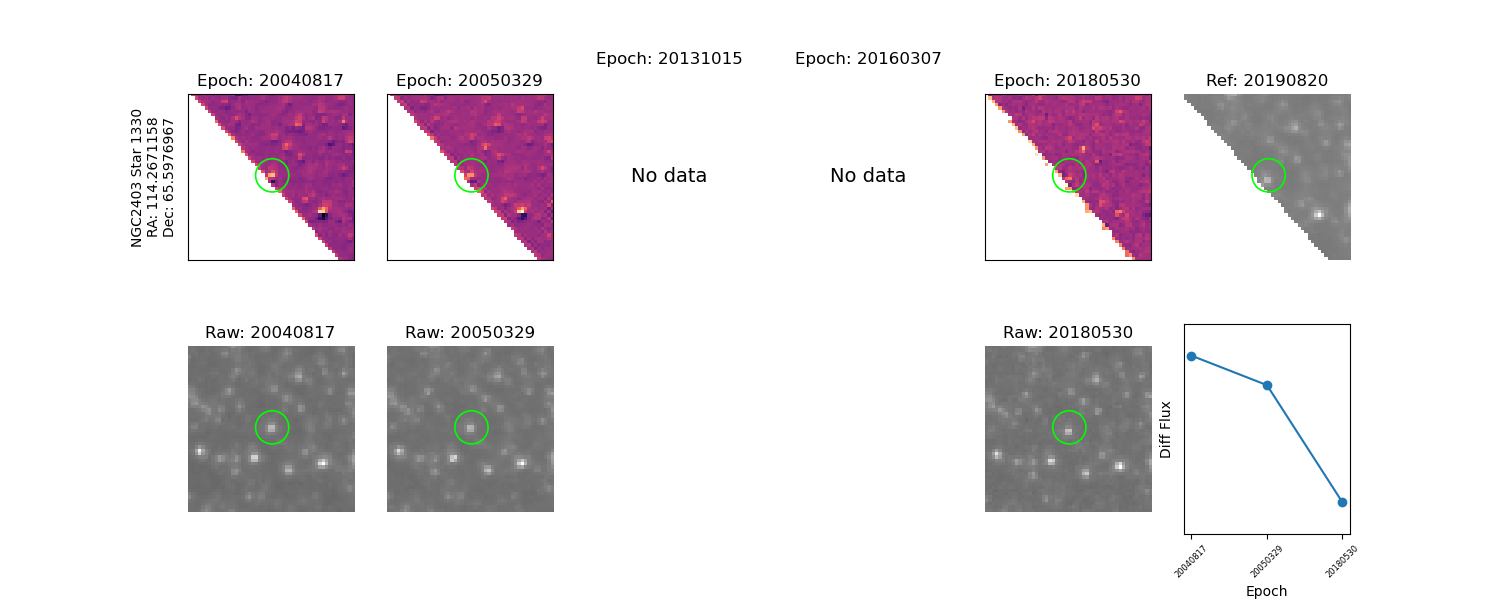 Epoch: 20040817
Epoch: 20050329
Epoch: 20131015
Epoch: 20160307
Epoch: 20180530
Ref: 20190820
NGC2403 Star 1330
RA: 114.2671158
Dec: 65.5976967
No data
No data
Raw: 20040817
Raw: 20050329
Raw: 20180530
Diff Flux
20040817
20050329
20180530
Epoch